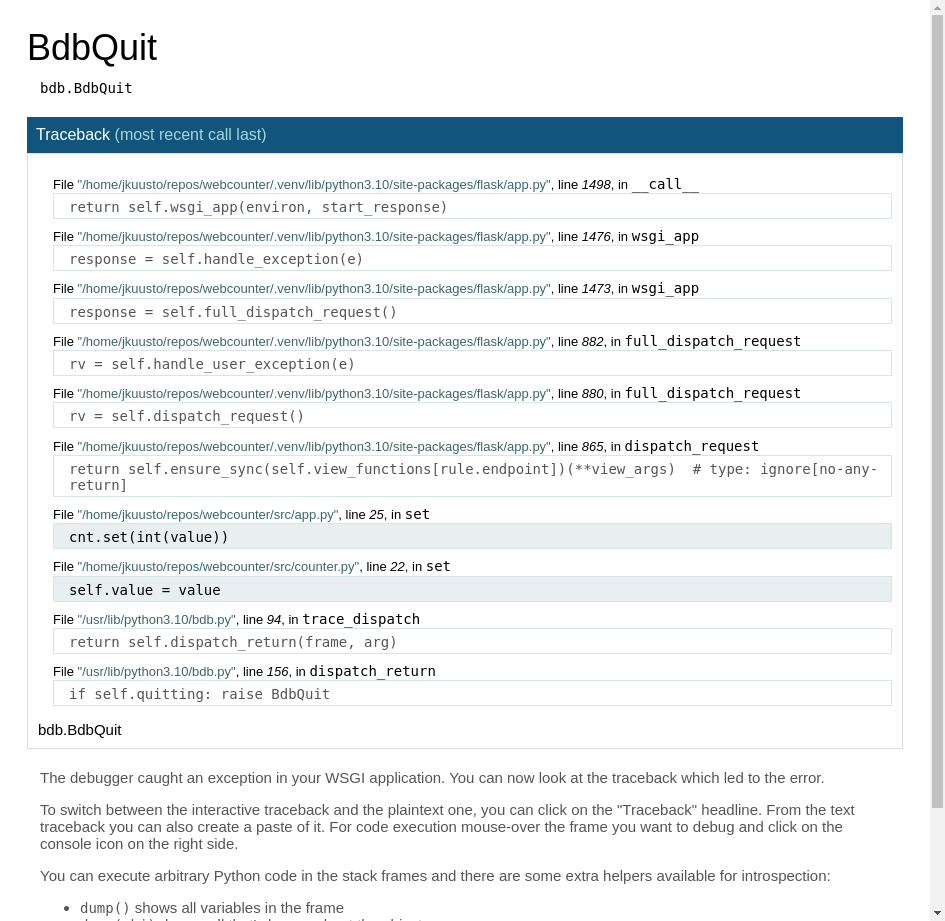 BdbQuit
bdb.BdbQuit
Traceback (most recent call last)
File "/home/jkuusto/repos/webcounter/.venv/lib/python3.10/site-packages/flask/app.py", line 1498, in __call__
return self.wsgi_app(environ, start_response)
File "/home/jkuusto/repos/webcounter/.venv/lib/python3.10/site-packages/flask/app.py", line 1476, in wsgi_app
response = self.handle_exception(e)
File "/home/jkuusto/repos/webcounter/.venv/lib/python3.10/site-packages/flask/app.py", line 1473, in wsgi_app
response = self.full_dispatch_request()
File "/home/jkuusto/repos/webcounter/.venv/lib/python3.10/site-packages/flask/app.py", line 882, in full_dispatch_request
rv = self.handle_user_exception(e)
File "/home/jkuusto/repos/webcounter/.venv/lib/python3.10/site-packages/flask/app.py", line 880, in full_dispatch_request
rv = self.dispatch_request()
File "/home/jkuusto/repos/webcounter/.venv/lib/python3.10/site-packages/flask/app.py", line 865, in dispatch_request
return self.ensure_sync(self.view_functions[rule.endpoint])(**view_args)  # type: ignore[no-any-
return]
File "/home/jkuusto/repos/webcounter/src/app.py", line 25, in set
cnt.set(int(value))
File "/home/jkuusto/repos/webcounter/src/counter.py", line 22, in set
self.value = value
File "/usr/lib/python3.10/bdb.py", line 94, in trace_dispatch
return self.dispatch_return(frame, arg)
File "/usr/lib/python3.10/bdb.py", line 156, in dispatch_return
if self.quitting: raise BdbQuit
bdb.BdbQuit
The debugger caught an exception in your WSGI application. You can now look at the traceback which led to the error.
To switch between the interactive traceback and the plaintext one, you can click on the "Traceback" headline. From the text
traceback you can also create a paste of it. For code execution mouse-over the frame you want to debug and click on the
console icon on the right side.
You can execute arbitrary Python code in the stack frames and there are some extra helpers available for introspection:
• dump() shows all variables in the frame